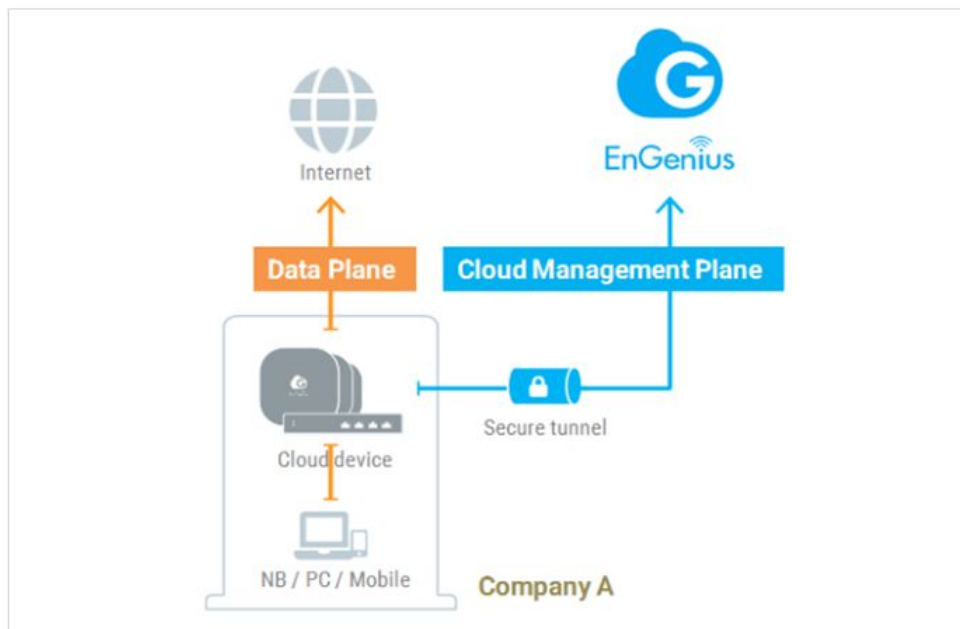 Internet
EnGenius
Data Plane
Cloud Management Plane
Secure tunnel
Cloud device
NB / PC / Mobile
Company A